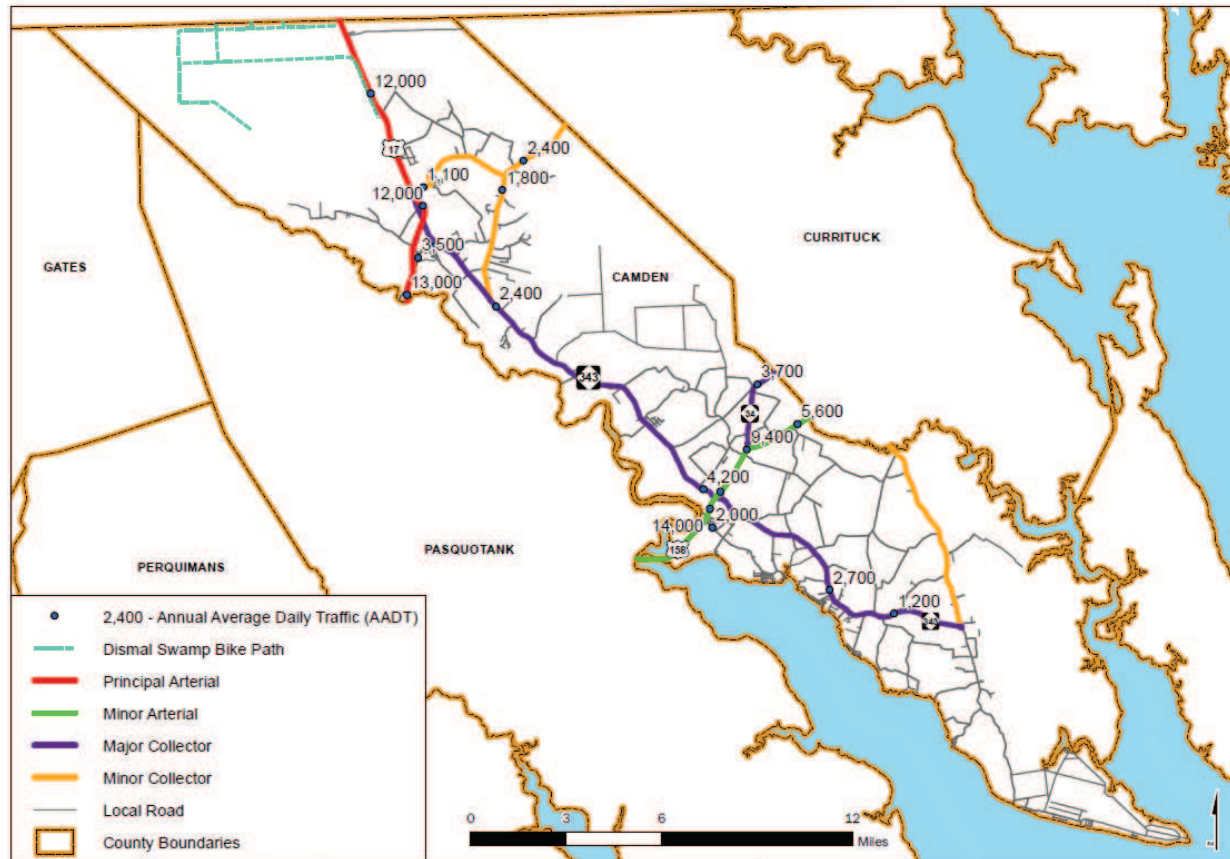 12,000
17
2,400
1,100
1,800
12,000
CURRITUCK
3,500
GATES
CAMDEN
13,000
2,400
343
3,700
34
5,600
9,400
4,200
2,000
14,000
158
PASQUOTANK
PERQUIMANS
2,700
1,200
343
2,400 - Annual Average Daily Traffic (AADT)
Dismal Swamp Bike Path
Principal Arterial
Minor Arterial
Major Collector
Minor Collector
Local Road
County Boundaries
0 3 6 12
Miles
N